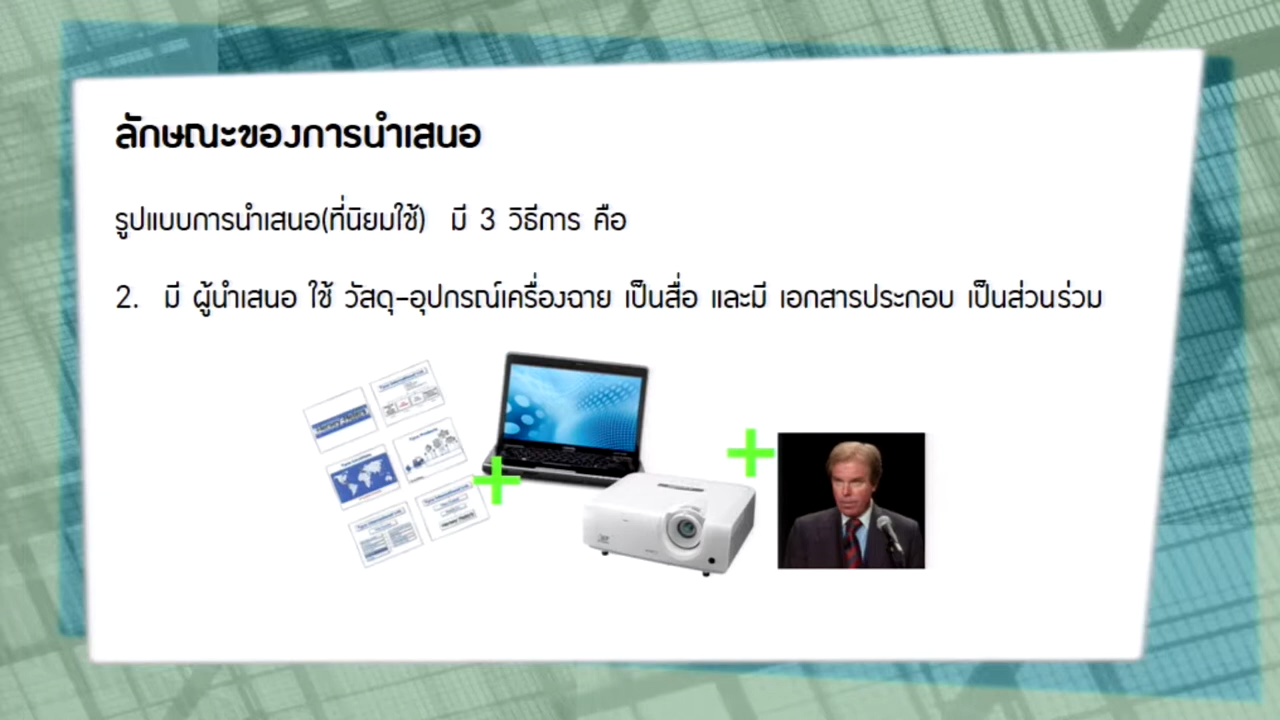 ลักษณะของการนำเสนอ
รูปแบบการนำเสนอ(ที่นิยมใช้) มี 3 วิธีการ คือ
2. มี ผู้นำเสนอ ใช้ วัสดุ-อุปกรณ์เครื่องฉาย เป็นสื่อ และมี เอกสารประกอบ เป็นส่วนร่วม